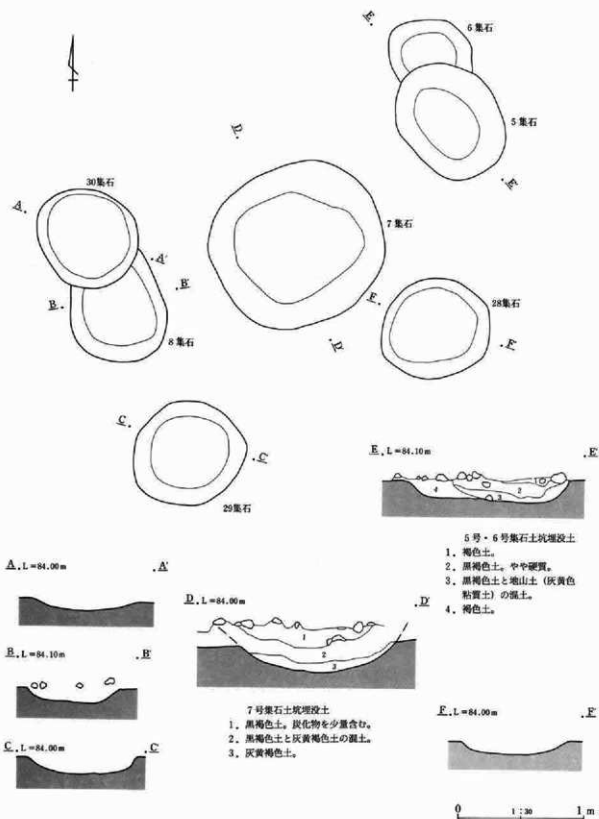 E
6集石
D
5集石
30集石
E'
A
7集石
A'
B'
F
B
28集石
8集石
D'
F'
C
C'
29集石
E L=84.10m E'
5号・6号集石土坑埋没土
1. 褐色土。
2. 黒褐色土。やや硬質。
3. 黒褐色土と地山土(灰黄色
粘質土)の混土。
4. 褐色土。
4 2 3
A L=84.00m A'
D L=84.00m D'
1
2
3
B L=84.10m B'
7号集石土坑埋没土
1. 黒褐色土。炭化物を少量含む。
2. 黒褐色土と灰黄褐色土の混土。
3. 灰黄褐色土。
F L=84.00m F'
C L=84.00m C'
0 1:30 1m